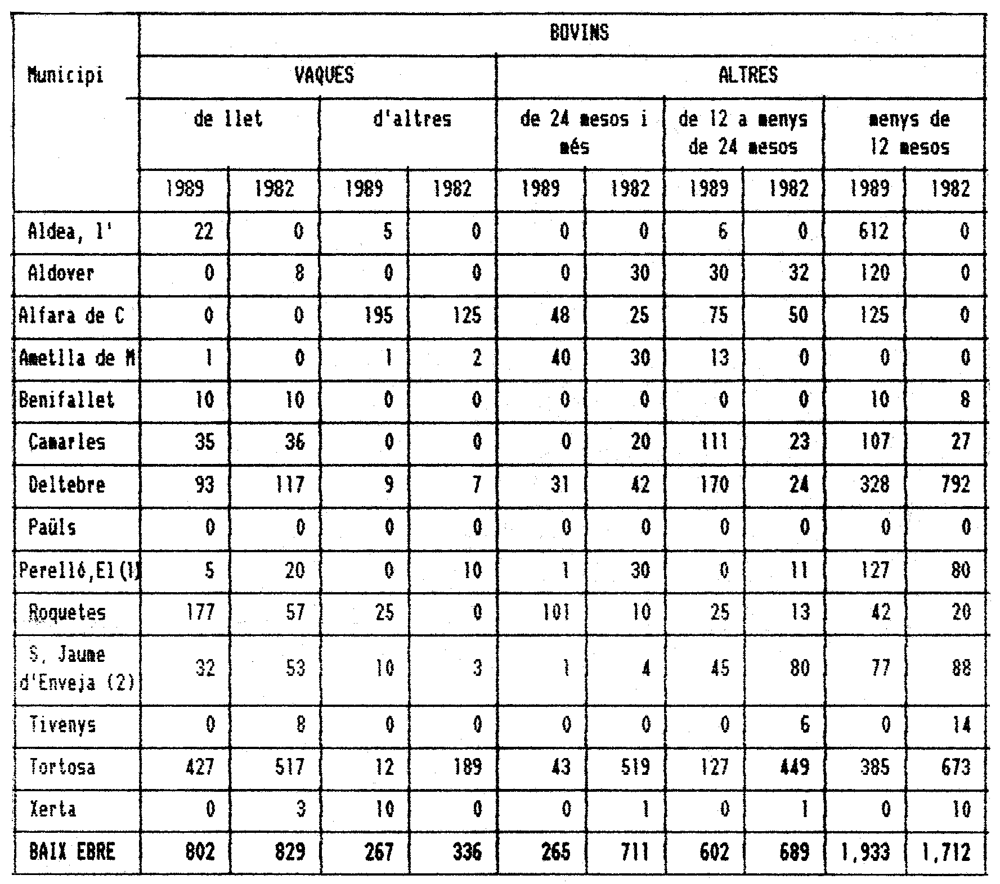 BOVINS
Municipi VAQUES ALTRES
de llet d'altres de 24 mesos i de 12 a menys menys de
més de 24 mesos 12 mesos
1989 1982 1989 1982 1989 1982 1989 1982 1989 1982
Aldea, l' 22 0 5 0 0 0 6 0 612 0
Aldover 0 8 0 0 0 30 30 32 120 0
Alfara de C 0 0 195 125 48 25 75 50 125 0
Ametlla de M 1 0 1 2 40 30 13 0 0 0
Benifallet 10 10 0 0 0 0 0 0 10 8
Camarles 35 36 0 0 0 20 111 23 107 27
Deltebre 93 117 9 7 31 42 170 24 328 792
Paüls 0 0 0 0 0 0 0 0 0 0
Perelló,El(1) 5 20 0 10 1 30 0 11 127 80
Roquetes 177 57 25 0 101 10 25 13 42 20
S. Jaume
d'Enveja (2) 32 53 10 3 1 4 45 80 77 88
Tivenys 0 8 0 0 0 0 0 6 0 14
Tortosa 427 517 12 189 43 519 127 449 385 673
Xerta 0 3 10 0 0 1 0 1 0 10
BAIX EBRE 802 829 267 336 265 711 602 689 1,933 1,712